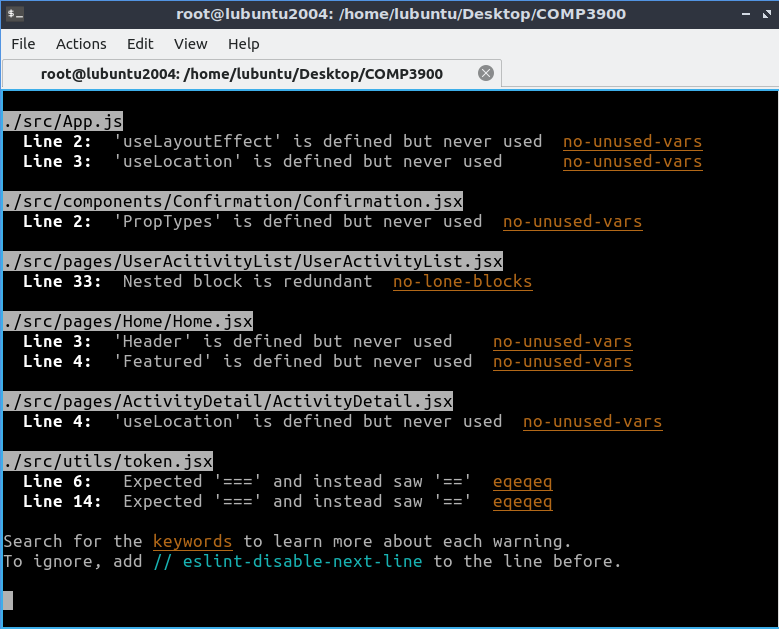 root@lubuntu2004: /home/lubuntu/Desktop/COMP3900
File Actions Edit View Help
root@lubuntu2004: /home/lubuntu/Desktop/COMP3900
./src/App.js
Line 2: 'useLayoutEffect' is defined but never used no-unused-vars
Line 3: 'useLocation' is defined but never used no-unused-vars
./src/components/Confirmation/Confirmation.jsx
Line 2: 'PropTypes' is defined but never used no-unused-vars
./src/pages/UserAcitivityList/UserActivityList.jsx
Line 33: Nested block is redundant no-lone-blocks
./src/pages/Home/Home.jsx
Line 3: 'Header' is defined but never used no-unused-vars
Line 4: 'Featured' is defined but never used no-unused-vars
./src/pages/ActivityDetail/ActivityDetail.jsx
Line 4: 'useLocation' is defined but never used no-unused-vars
./src/utils/token.jsx
Line 6: Expected '===' and instead saw '==' eqeqeq
Line 14: Expected '===' and instead saw '==' eqeqeq
Search for the keywords to learn more about each warning.
To ignore, add // eslint-disable-next-line to the line before.